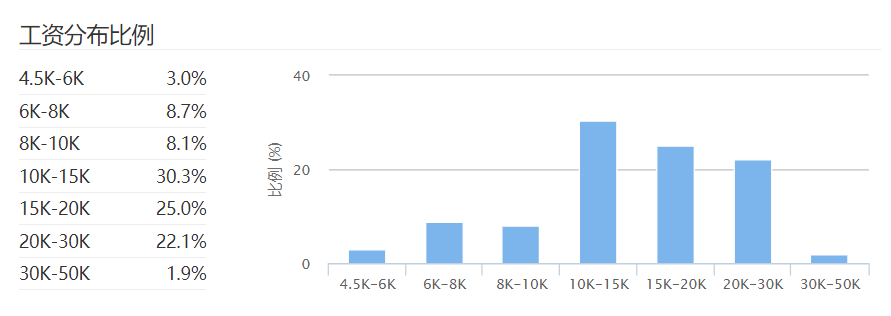 工资分布比例
4.5K-6K 3.0%
6K-8K 8.7%
8K-10K 8.1%
10K-15K 30.3%
15K-20K 25.0%
20K-30K 22.1%
30K-50K 1.9%
比例 (%)
40
20
0
4.5K-6K 6K-8K 8K-10K 10K-15K 15K-20K 20K-30K 30K-50K